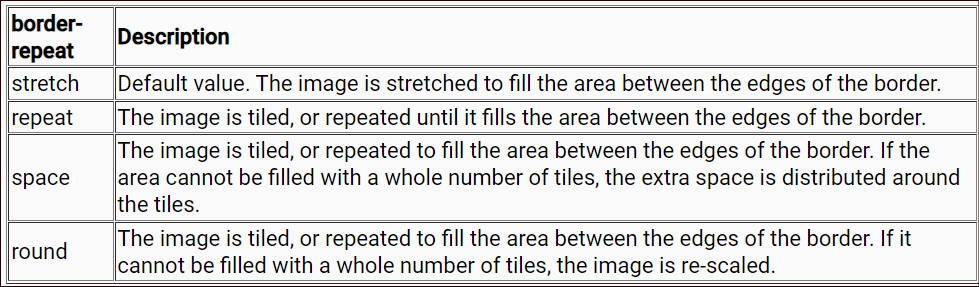 border-
repeat
Description
stretch
Default value. The image is stretched to fill the area between the edges of the border.
repeat
The image is tiled, or repeated until it fills the area between the edges of the border.
space
The image is tiled, or repeated to fill the area between the edges of the border. If the
area cannot be filled with a whole number of tiles, the extra space is distributed around
the tiles.
round
The image is tiled, or repeated to fill the area between the edges of the border. If it
cannot be filled with a whole number of tiles, the image is re-scaled.